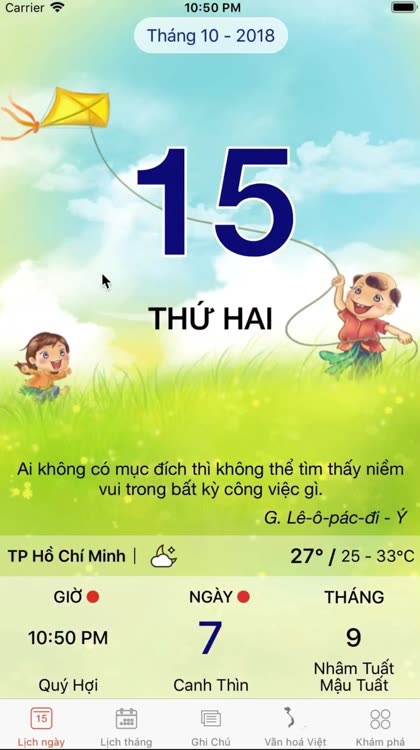 Carrier 10:50 PM
Tháng 10 - 2018
15
THỨ HAI
Ai không có mục đích thì không thể tìm thấy niềm
vui trong bất kỳ công việc gì.
G. Lê-ô-pác-đi - Ý
TP Hồ Chí Minh | 27° / 25 - 33°C
GIỜ NGÀY THÁNG
10:50 PM 7 9
Quý Hợi Canh Thìn Nhâm Tuất
Mậu Tuất
15
Lịch ngày Lịch tháng Ghi Chú Văn hoá Việt Khám phá